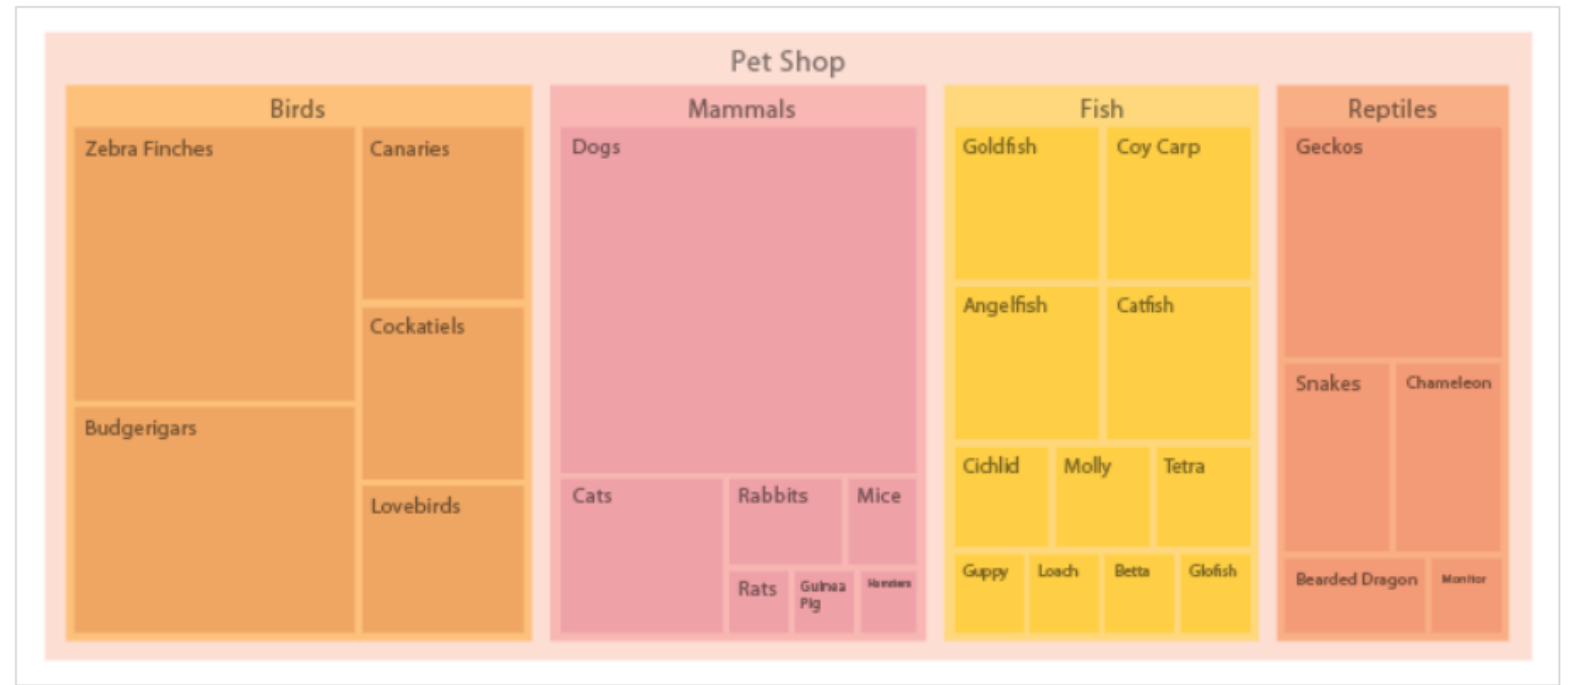 Pet Shop
Birds
Zebra Finches
Canaries
Cockatiels
Budgerigars
Lovebirds
Mammals
Dogs
Cats
Rabbits
Mice
Rats
Guinea
Pig
Hamsters
Fish
Goldfish
Coy Carp
Angelfish
Catfish
Cichlid
Molly
Tetra
Guppy
Loach
Betta
Glofish
Reptiles
Geckos
Snakes
Chameleon
Bearded Dragon
Monitor